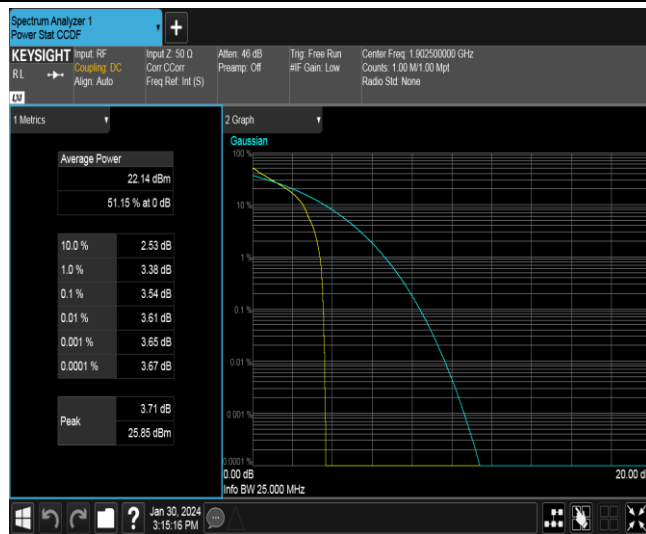 Spectrum Analyzer 1
Power Stat CCDF
+
KEYSIGHT
RL
LXI
Input: RF
Coupling: DC
Align: Auto
Input Z: 50 Ω
Corr CCorr
Freq Ref: Int (S)
Atten: 46 dB
Preamp: Off
Trig: Free Run
#IF Gain: Low
Center Freq: 1.902500000 GHz
Counts: 1.00 M/1.00 Mpt
Radio Std: None
1 Metrics
Average Power
22.14 dBm
51.15 % at 0 dB
10.0 % 2.53 dB
1.0 % 3.38 dB
0.1 % 3.54 dB
0.01 % 3.61 dB
0.001 % 3.65 dB
0.0001 % 3.67 dB
Peak
3.71 dB
25.85 dBm
2 Graph
Gaussian
100 %
10 %
1 %
0.1 %
0.01 %
0.001 %
0.0001 %
0.00 dB
20.00 d
Info BW 25.000 MHz
?
Jan 30, 2024
3:15:16 PM